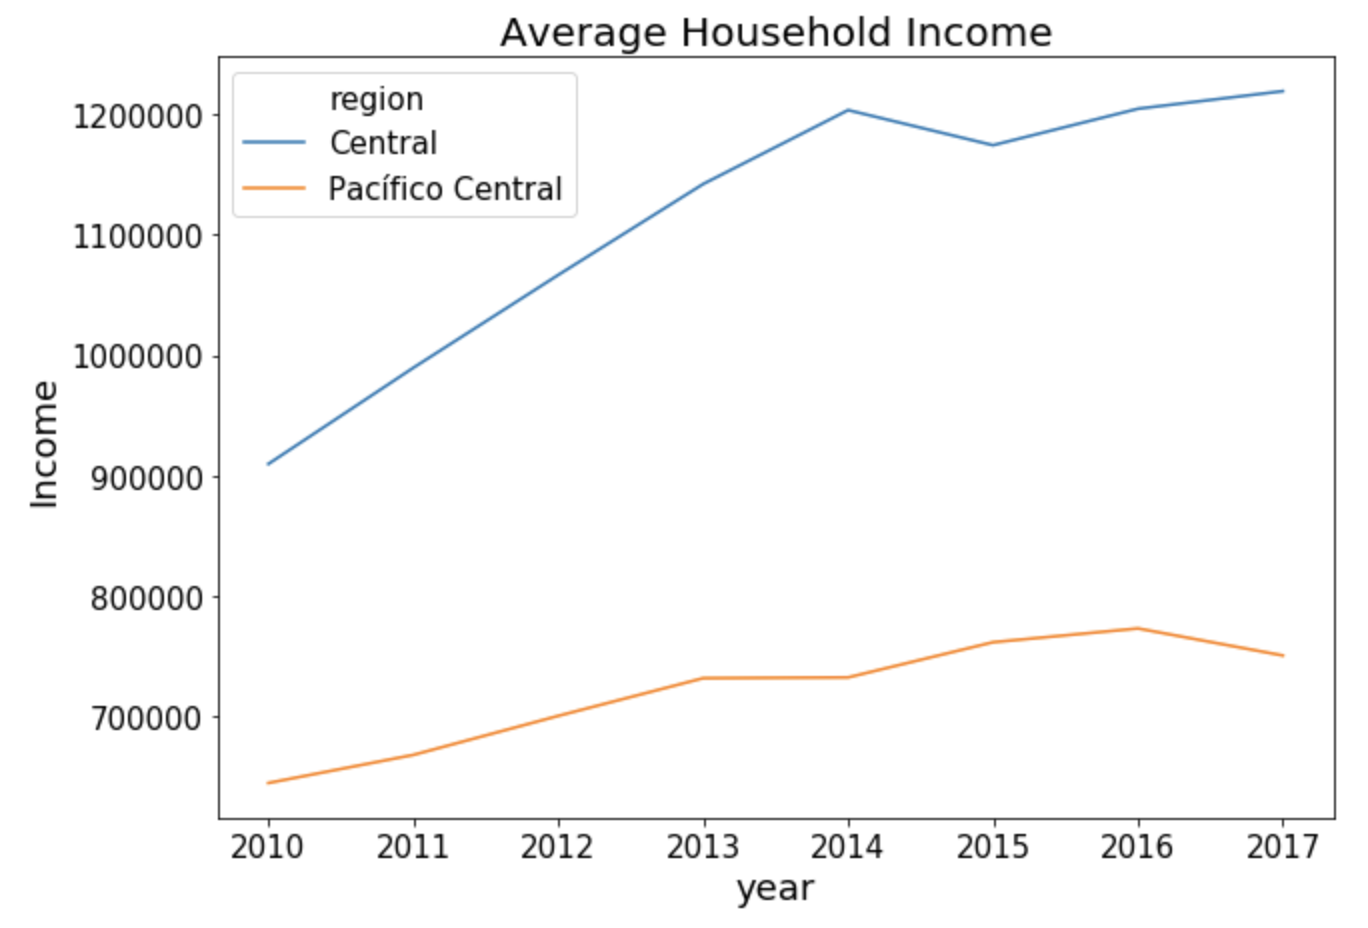 Average Household Income
region
Central
Pacífico Central
1200000
1100000
1000000
900000
800000
700000
Income
2010 2011 2012 2013 2014 2015 2016 2017
year